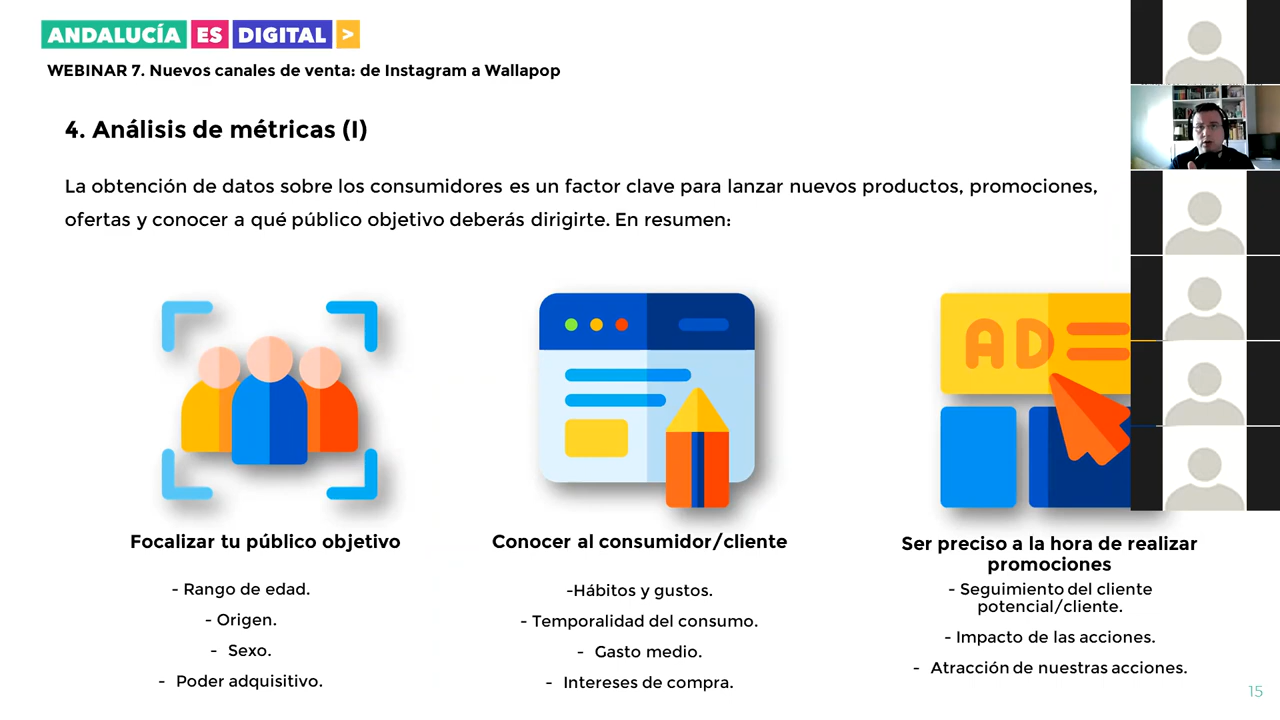 ANDALUCÍA ES DIGITAL >
WEBINAR 7. Nuevos canales de venta: de Instagram a Wallapop
4. Análisis de métricas (I)
La obtención de datos sobre los consumidores es un factor clave para lanzar nuevos productos, promociones,
ofertas y conocer a qué público objetivo deberás dirigirte. En resumen:
AD
Focalizar tu público objetivo
- Rango de edad.
- Origen.
- Sexo.
- Poder adquisitivo.
Conocer al consumidor/cliente
-Hábitos y gustos.
- Temporalidad del consumo.
- Gasto medio.
- Intereses de compra.
Ser preciso a la hora de realizar
promociones
- Seguimiento del cliente
potencial/cliente.
- Impacto de las acciones.
- Atracción de nuestras acciones.
15